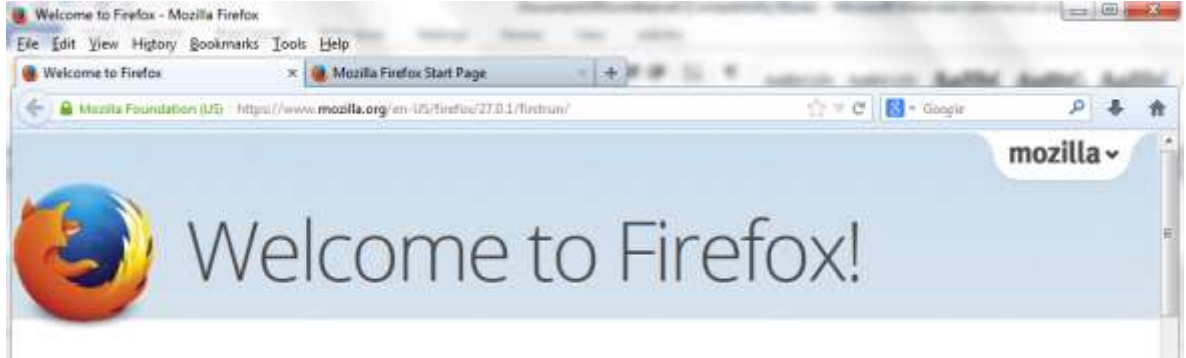 Welcome to Firefox - Mozilla Firefox
File Edit View History Bookmarks Tools Help
Welcome to Firefox × Mozilla Firefox Start Page +
Mozilla Foundation (US) https://www.mozilla.org/en-US/firefox/27.0.1/firstrun/ Google
mozilla
Welcome to Firefox!